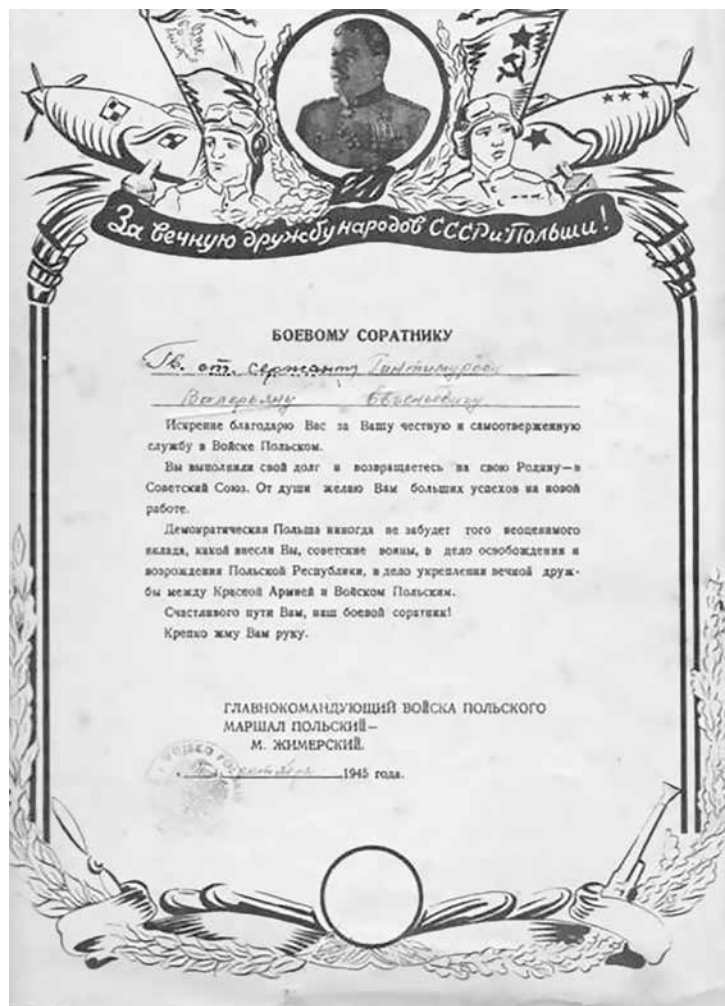 За вечную дружбу народов СССР и Польши!
БОЕВОМУ СОРАТНИКУ
Гв. ст. сержанту Гантимурову
Валерьяну Евгеньевичу
Искренне благодарю Вас за Вашу честную и самоотверженную
службу в Войске Польском.
Вы выполнили свой долг и возвращаетесь на свою Родину—в
Советский Союз. От души желаю Вам больших успехов на новой
работе.
Демократическая Польша никогда не забудет того неоценимого
вклада, какой внесли Вы, советские воины, в дело освобождения и
возрождения Польской Республики, в дело укрепления вечной друж-
бы между Красной Армией и Войском Польским.
Счастливого пути Вам, наш боевой соратник!
Крепко жму Вам руку.
ГЛАВНОКОМАНДУЮЩИЙ ВОЙСКА ПОЛЬСКОГО
МАРШАЛ ПОЛЬСКИЙ—
М. ЖИМЕРСКИЙ.
WOJSKO
1945 года.